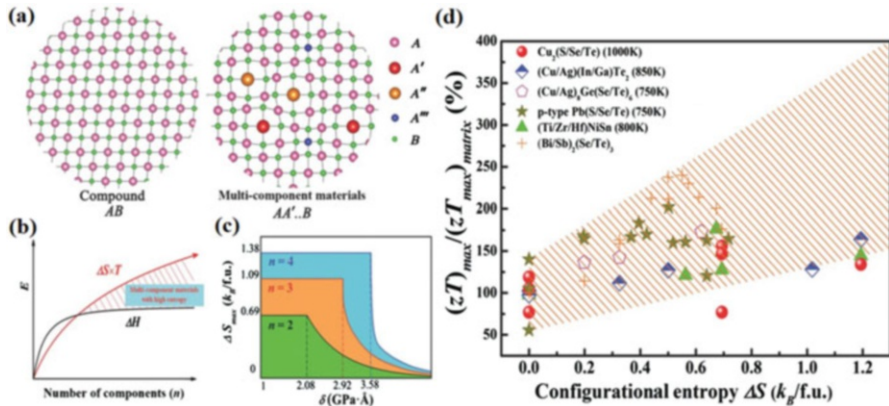 (a)
A
A'
A''
A'''
B
Compound
AB
Multi-component materials
AA'..B
(b)
E
ΔS×T
Multi-component materials
with high entropy
ΔH
Number of components (n)
(c)
ΔS_max (k_B/f.u.)
1.38
1.09
0.69
0
n = 4
n = 3
n = 2
1
2.08
2.92
3.58
δ(GPa·Å)
(d)
(zT)_max/(zT_max)_matrix (%)
400
350
300
250
200
150
100
50
Cu₂(S/Se/Te) (1000K)
(Cu/Ag)(In/Ga)Te₂ (850K)
(Cu/Ag)₈Ge(Se/Te)₆ (750K)
p-type Pb(S/Se/Te) (750K)
(Ti/Zr/Hf)NiSn (800K)
(Bi/Sb)₂(Se/Te)₃
0.0 0.2 0.4 0.6 0.8 1.0 1.2
Configurational entropy ΔS (k_B/f.u.)